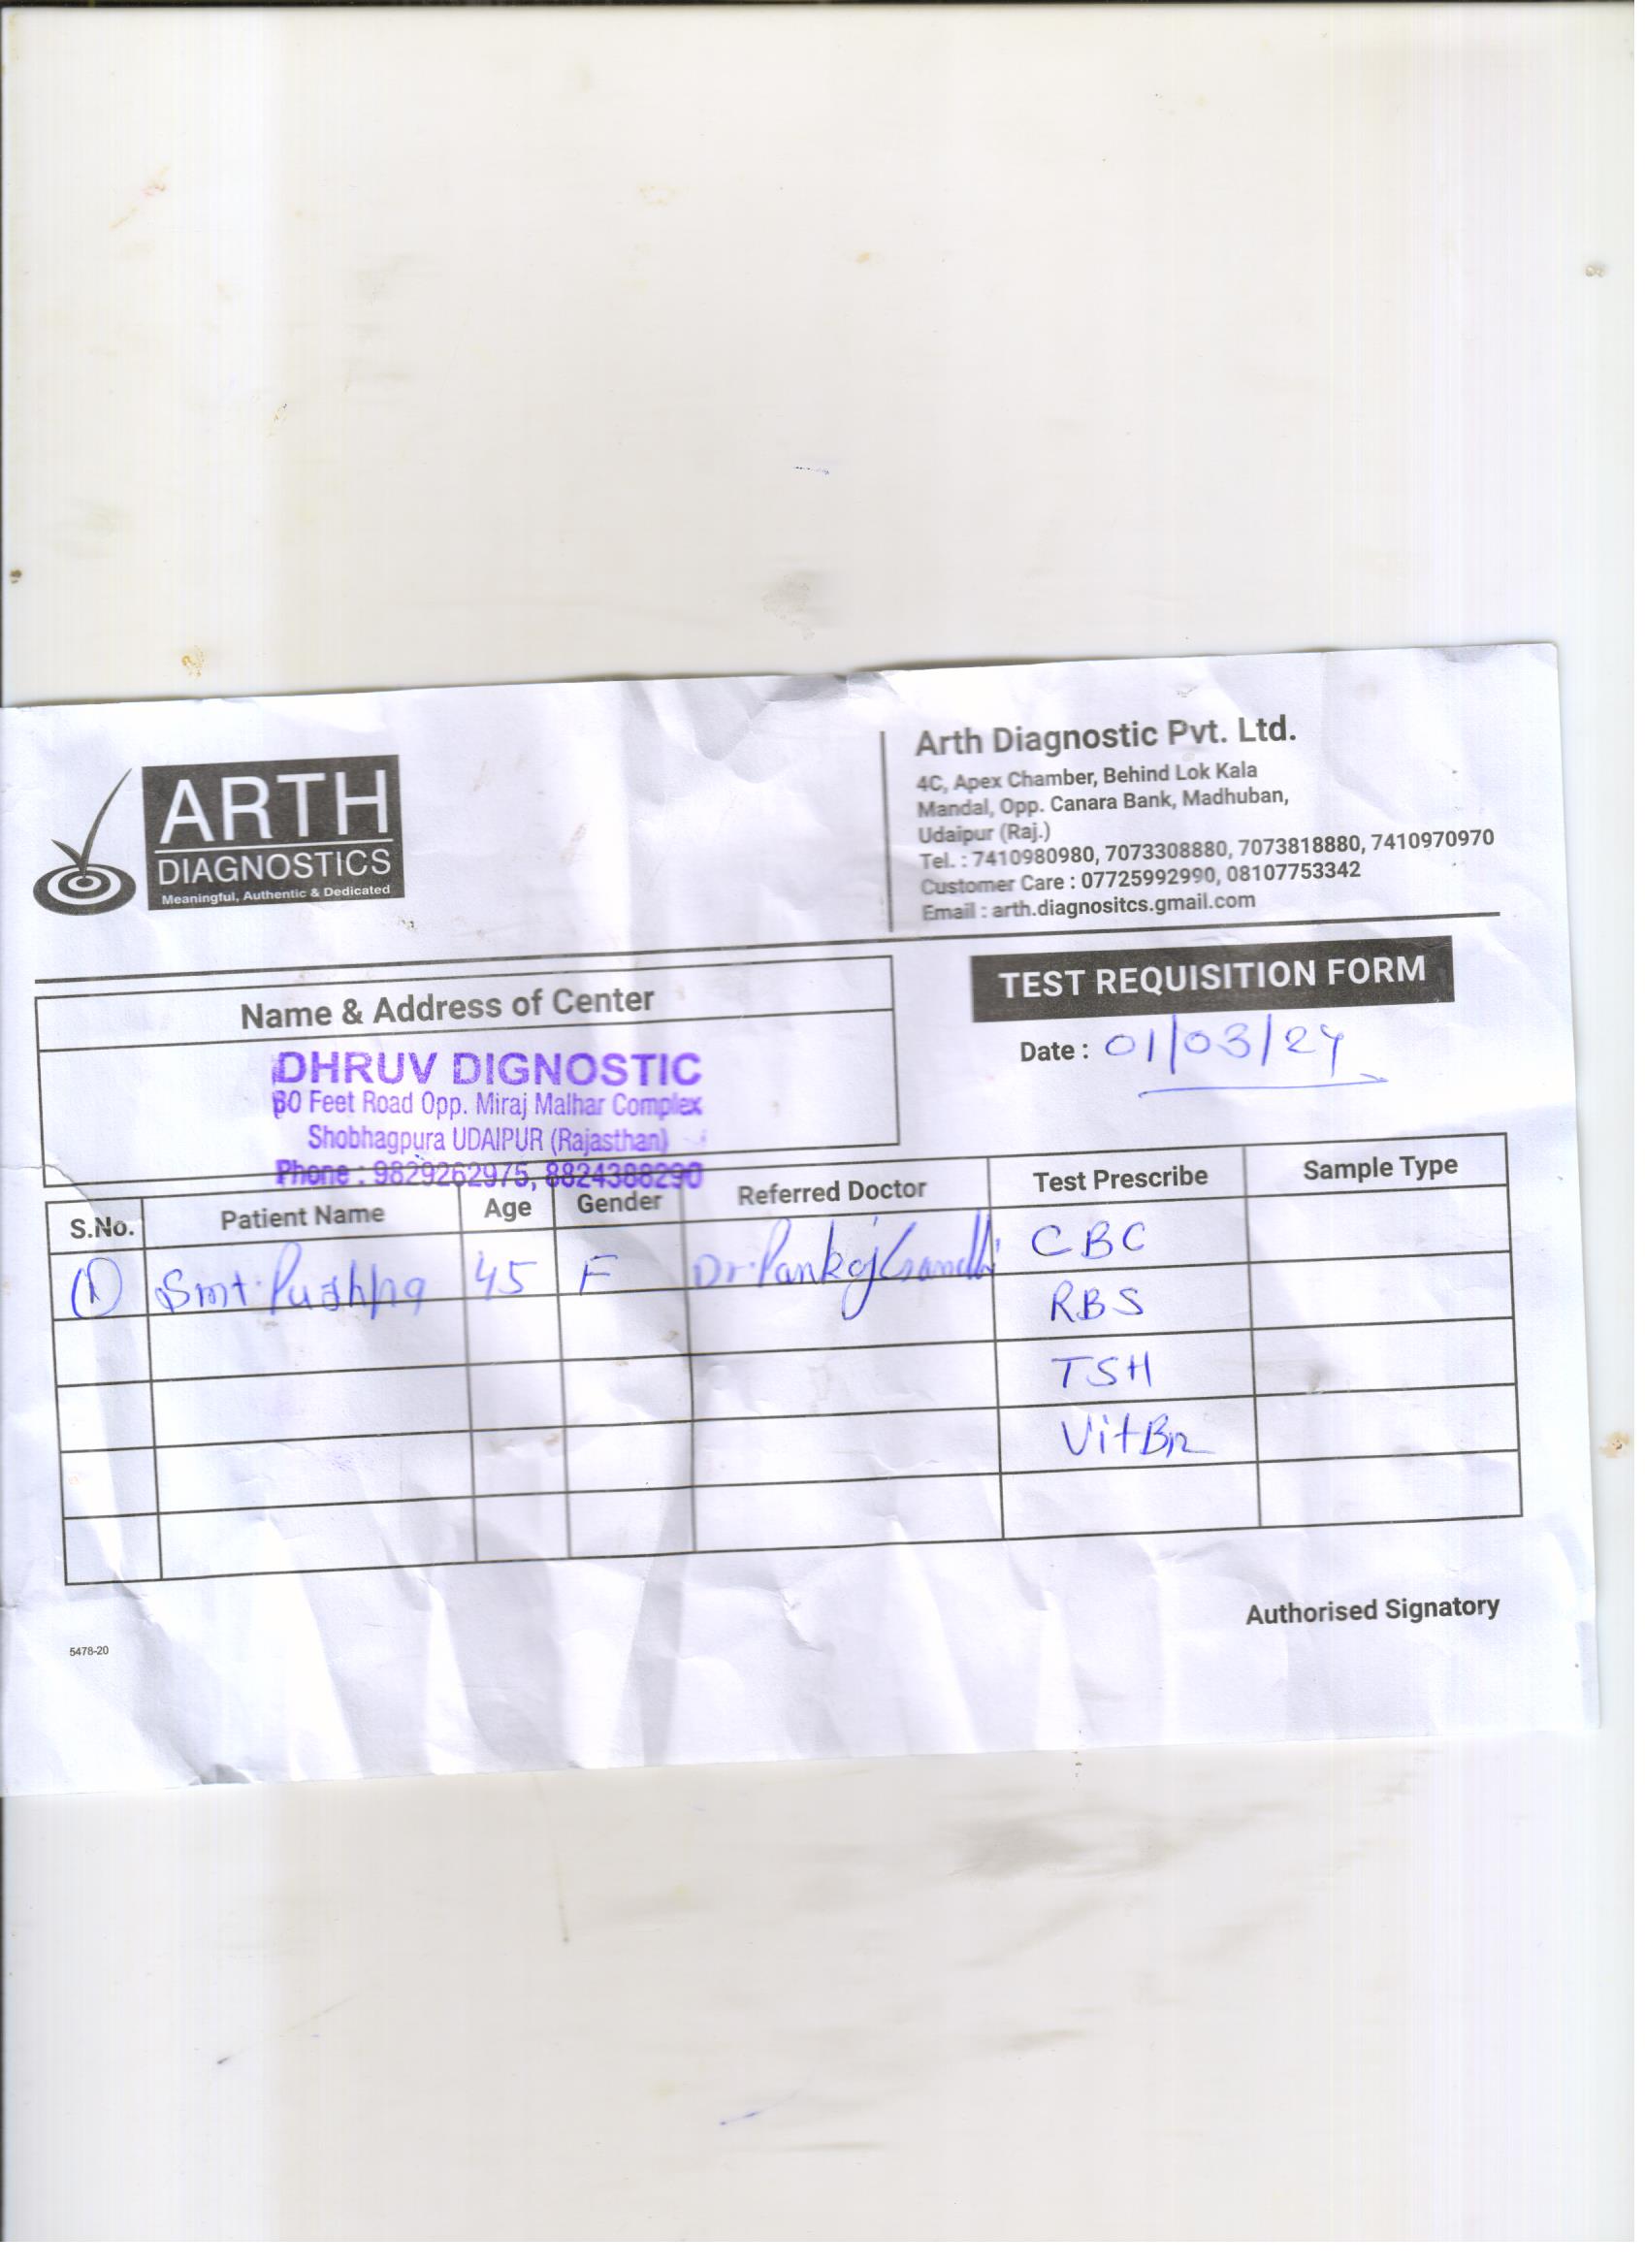 ARTH
DIAGNOSTICS
Meaningful, Authentic & Dedicated
Arth Diagnostic Pvt. Ltd.
4C, Apex Chamber, Behind Lok Kala
Mandal, Opp. Canara Bank, Madhuban,
Udaipur (Raj.)
Tel. : 7410980980, 7073308880, 7073818880, 7410970970
Customer Care : 07725992990, 08107753342
Email : arth.diagnositcs.gmail.com
Name & Address of Center
DHRUV DIGNOSTIC
Feet Road Opp. Miraj Malhar Complex
Shobhagpura UDAIPUR (Rajasthan)
Phone : 9829262975, 8824388290
TEST REQUISITION FORM
Date : 01/03/24
S.No. Patient Name Age Gender Referred Doctor Test Prescribe Sample Type
(1) Smt. Pushpa 45 F Dr. Pankaj Gandhi CBC
RBS
TSH
Vit B12
Authorised Signatory
5478-20